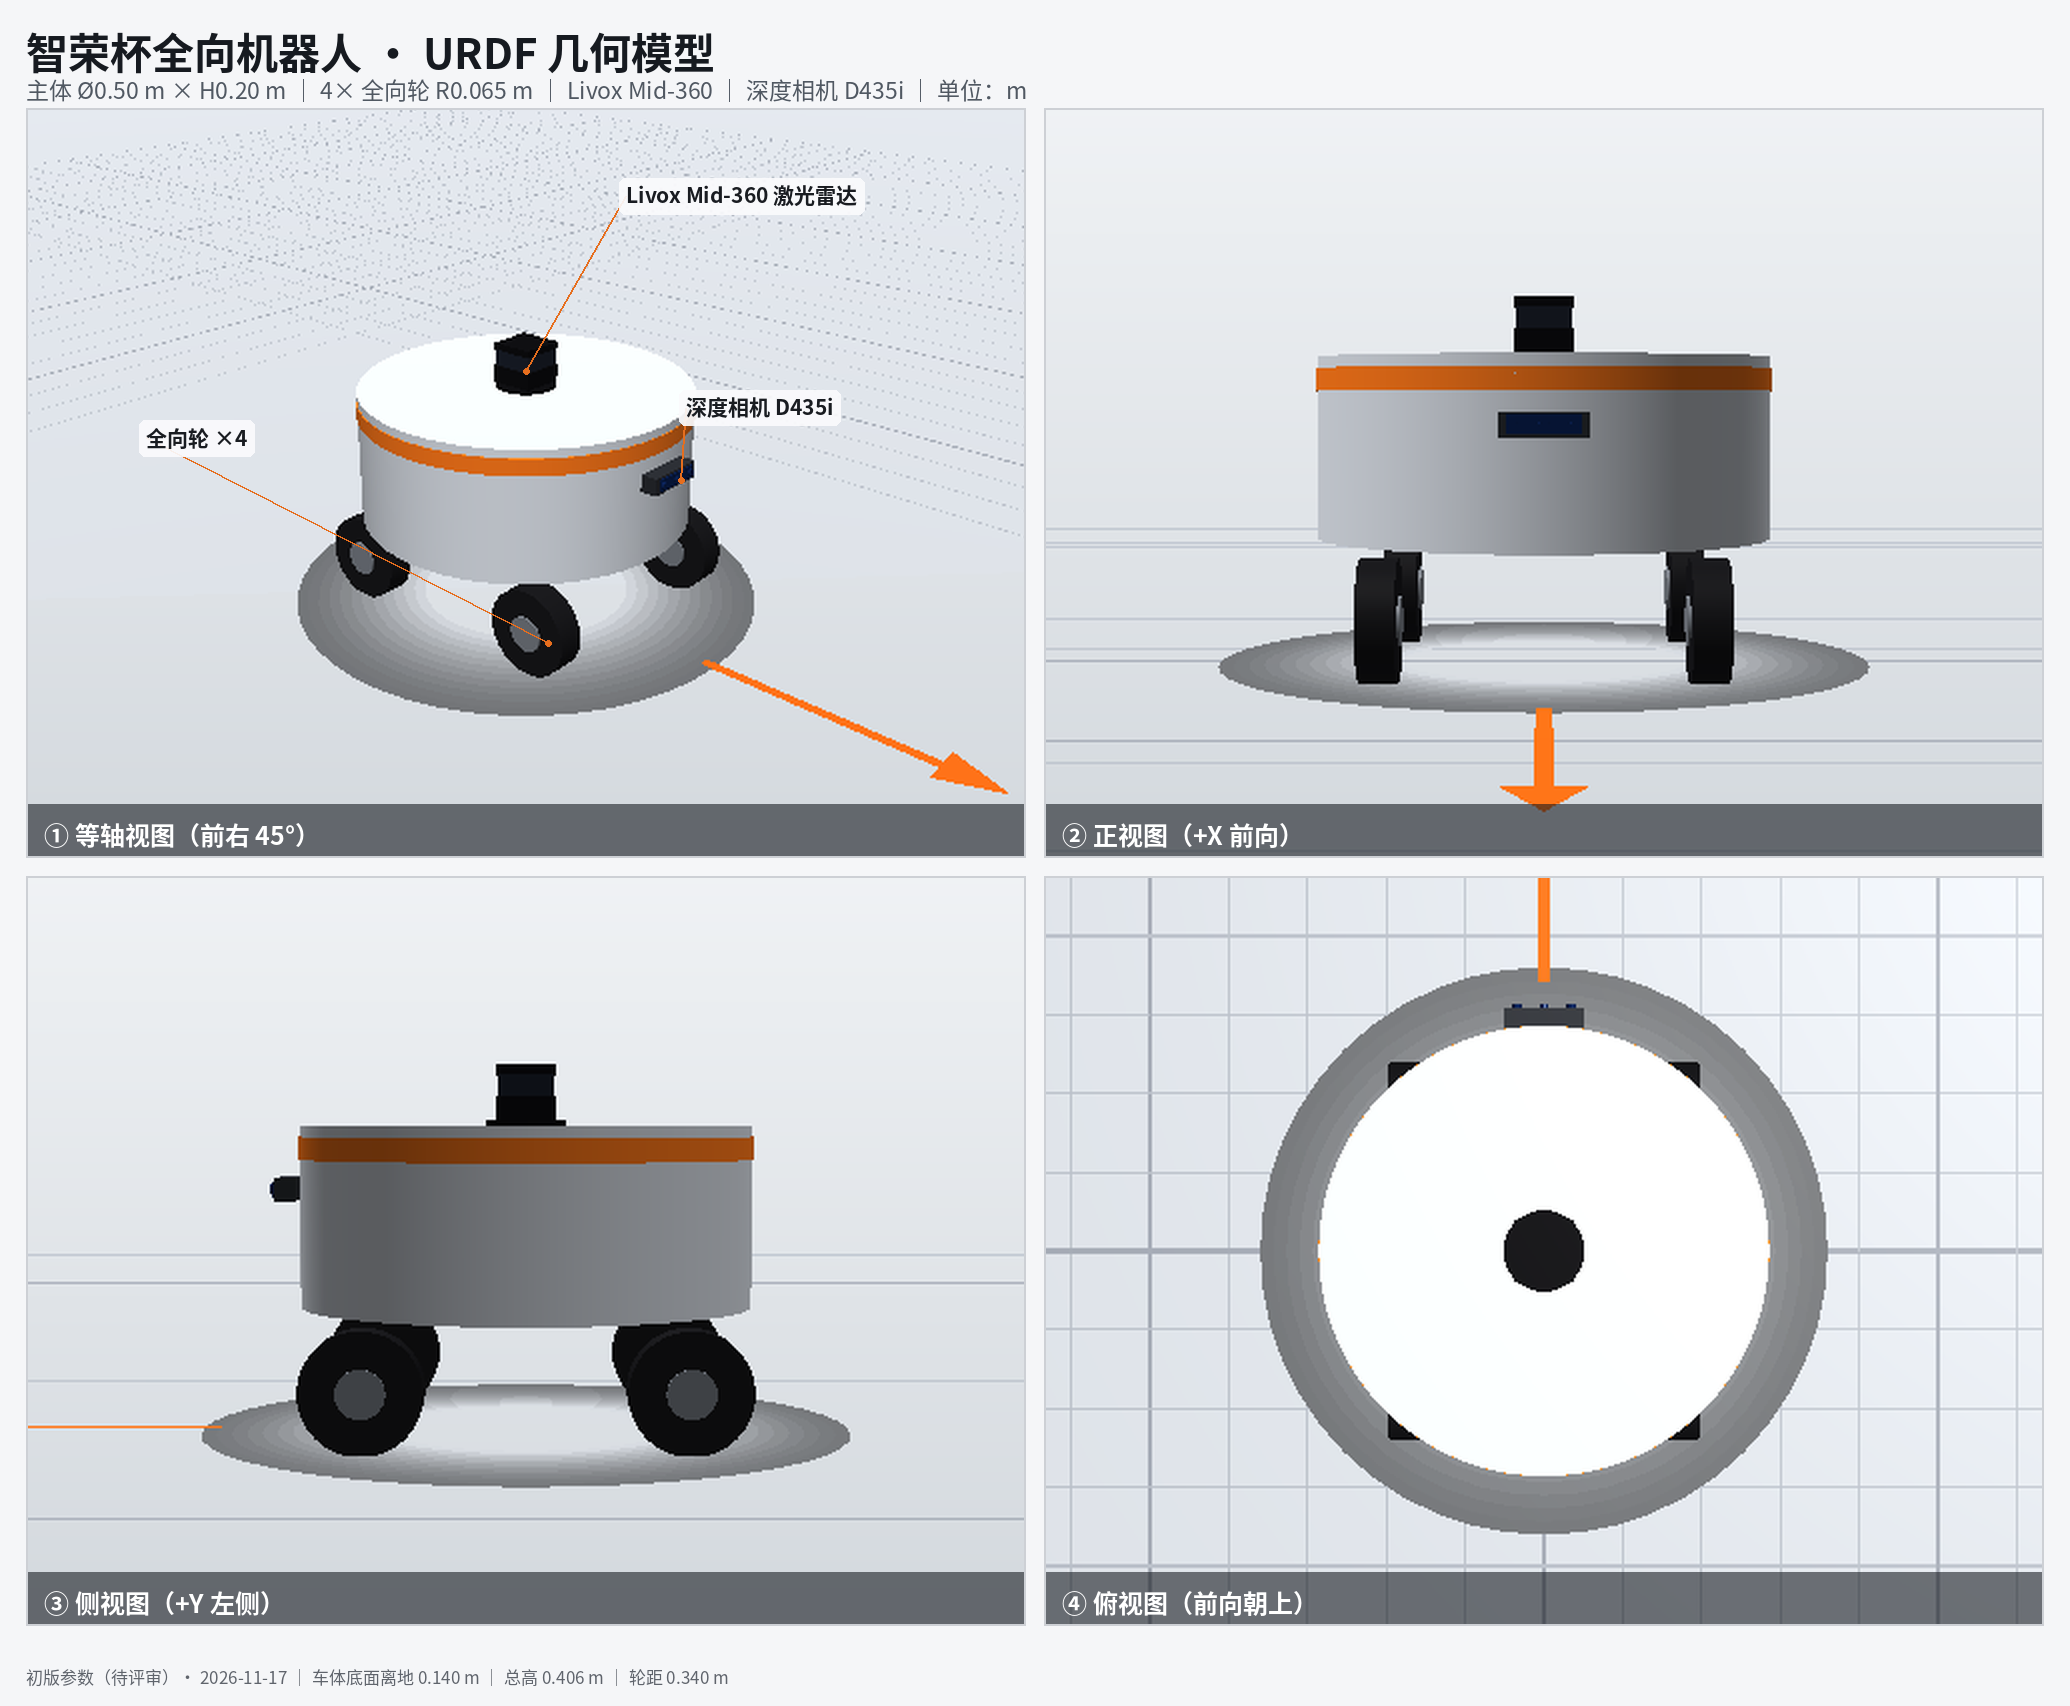 智荣杯全向机器人 · URDF 几何模型
主体 Ø0.50 m × H0.20 m ｜ 4× 全向轮 R0.065 m ｜ Livox Mid-360 ｜ 深度相机 D435i ｜ 单位：m
Livox Mid-360 激光雷达
深度相机 D435i
全向轮 ×4
① 等轴视图（前右 45°）
② 正视图（+X 前向）
③ 侧视图（+Y 左侧）
④ 俯视图（前向朝上）
初版参数（待评审） · 2026-11-17 ｜ 车体底面离地 0.140 m ｜ 总高 0.406 m ｜ 轮距 0.340 m